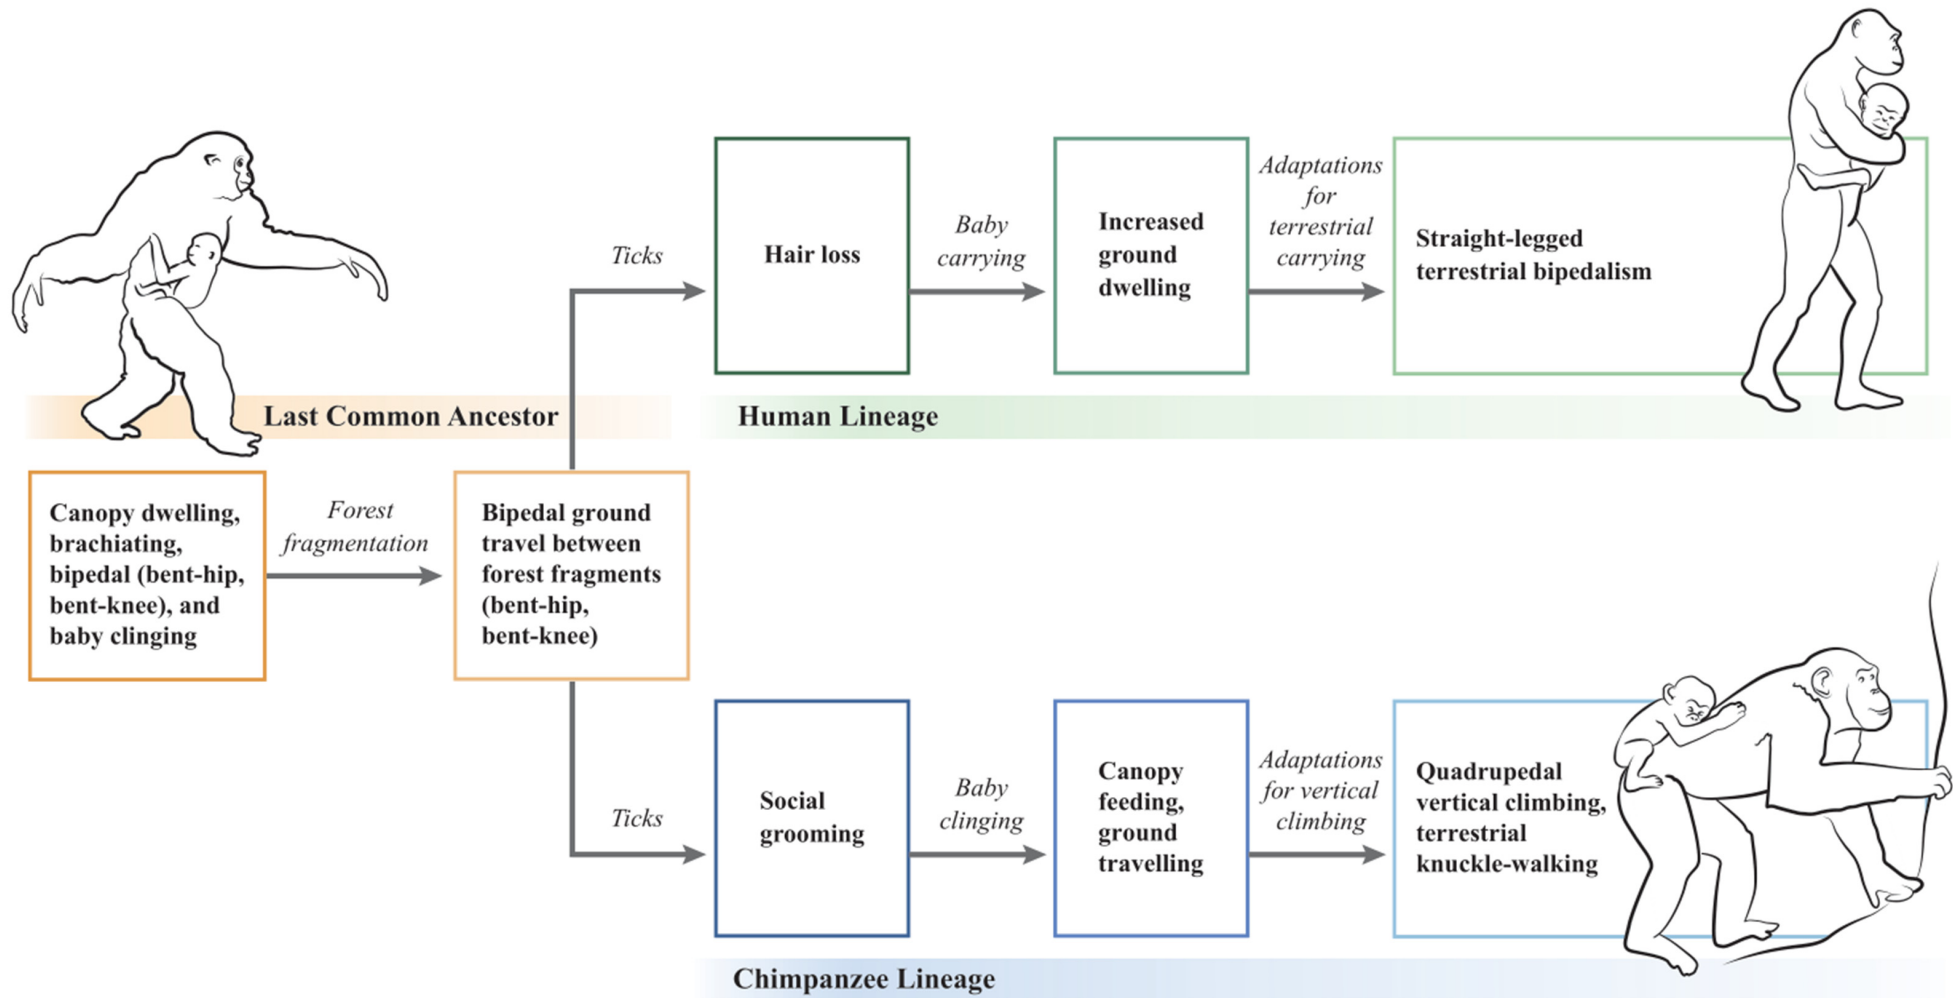 Last Common Ancestor
Canopy dwelling,
brachiating,
bipedal (bent-hip,
bent-knee), and
baby clinging
Forest
fragmentation
Bipedal ground
travel between
forest fragments
(bent-hip,
bent-knee)
Ticks
Hair loss
Baby
carrying
Increased
ground
dwelling
Adaptations
for
terrestrial
carrying
Straight-legged
terrestrial bipedalism
Human Lineage
Ticks
Social
grooming
Baby
clinging
Canopy
feeding,
ground
travelling
Adaptations
for vertical
climbing
Quadrupedal
vertical climbing,
terrestrial
knuckle-walking
Chimpanzee Lineage